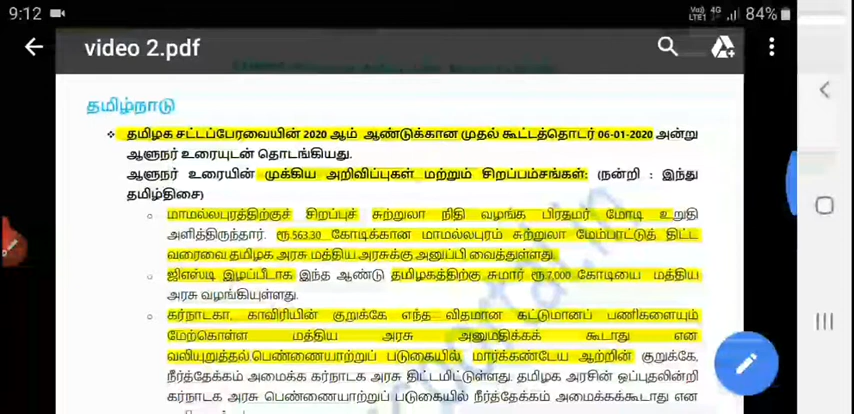 9:12
Vo)) 4G LTE1 84%
video 2.pdf
தமிழ்நாடு
❖ தமிழக சட்டப்பேரவையின் 2020 ஆம் ஆண்டுக்கான முதல் கூட்டத்தொடர் 06-01-2020 அன்று
ஆளுநர் உரையுடன் தொடங்கியது.
ஆளுநர் உரையின் முக்கிய அறிவிப்புகள் மற்றும் சிறப்பம்சங்கள்: (நன்றி : இந்து
தமிழ்திசை)
o மாமல்லபுரத்திற்குச் சிறப்புச் சுற்றுலா நிதி வழங்க பிரதமர் மோடி உறுதி
அளித்திருந்தார். ரூ.563.30 கோடிக்கான மாமல்லபுரம் சுற்றுலா மேம்பாட்டுத் திட்ட
வரைவை தமிழக அரசு மத்திய அரசுக்கு அனுப்பி வைத்துள்ளது.
o ஜிஎஸ்டி இழப்பீடாக இந்த ஆண்டு தமிழகத்திற்கு சுமார் ரூ.7,000 கோடியை மத்திய
அரசு வழங்கியுள்ளது.
o கர்நாடகா, காவிரியின் குறுக்கே எந்த விதமான கட்டுமானப் பணிகளையும்
மேற்கொள்ள மத்திய அரசு அனுமதிக்கக் கூடாது என
வலியுறுத்தல்.பெண்ணையாற்றுப் படுகையில், மார்க்கண்டேய ஆற்றின் குறுக்கே,
நீர்த்தேக்கம் அமைக்க கர்நாடக அரசு திட்டமிட்டுள்ளது. தமிழக அரசின் ஒப்புதலின்றி
கர்நாடக அரசு பெண்ணையாற்றுப் படுகையில் நீர்த்தேக்கம் அமைக்கக்கூடாது என